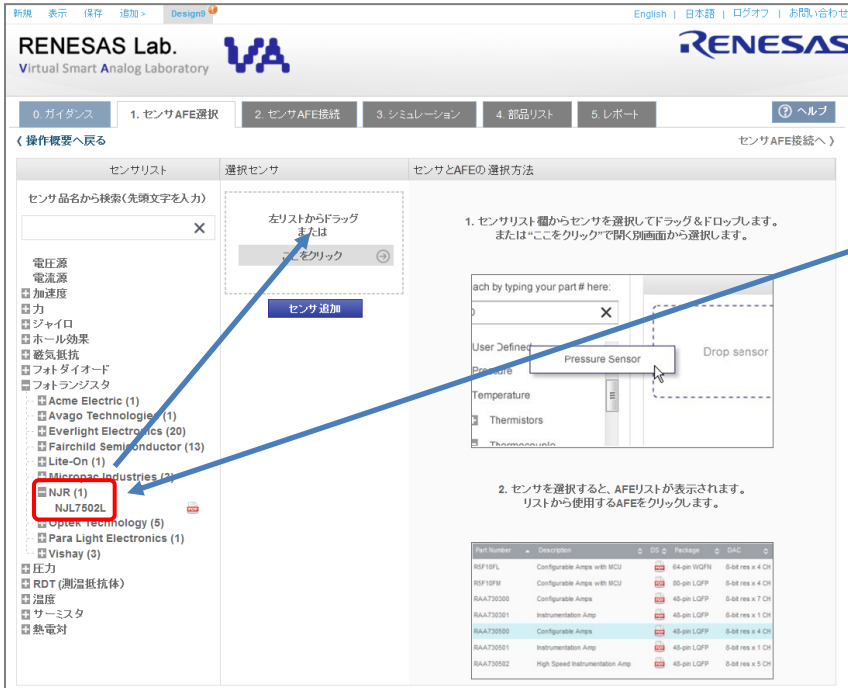 新規 表示 保存 追加 > Design9
English | 日本語 | ログオフ | お問い合わせ
RENESAS Lab.
Virtual Smart Analog Laboratory
VA
RENESAS
0. ガイダンス 1. センサAFE選択 2. センサAFE接続 3. シミュレーション 4. 部品リスト 5. レポート
? ヘルプ
操作概要へ戻る
センサAFE接続へ
センサリスト
センサ品名から検索(先頭文字を入力)
電圧源
電流源
加速度
力
ジャイロ
ホール効果
磁気抵抗
フォトダイオード
フォトランジスタ
Acme Electric (1)
Avago Technologies (1)
Everlight Electronics (20)
Fairchild Semiconductor (13)
Lite-On (1)
Micropac Industries (2)
NJR (1)
NJL7502L
Optek Technology (5)
Para Light Electronics (1)
Vishay (3)
圧力
RDT (測温抵抗体)
温度
サーミスタ
熱電対
選択センサ
左リストからドラッグ
または
ここをクリック
センサ追加
センサとAFEの選択方法
1. センサリスト欄からセンサを選択してドラッグ&ドロップします。
または“ここをクリック”で開く別画面から選択します。
ach by typing your part # here:
User Defined
Pressure
Pressure Sensor
Drop sensor
Temperature
Thermistors
Thermocouple
2. センサを選択すると、AFEリストが表示されます。
リストから使用するAFEをクリックします。
Part Number Description DS Package DAC
R5F10FL Configurable Amps with MCU 64-pin WQFN 8-bit res x 4 CH
R5F10FM Configurable Amps with MCU 80-pin LQFP 8-bit res x 4 CH
RAA730300 Configurable Amps 48-pin LQFP 8-bit res x 7 CH
RAA730301 Instrumentation Amp 48-pin LQFP 8-bit res x 1 CH
RAA730500 Configurable Amps 48-pin LQFP 8-bit res x 4 CH
RAA730501 Instrumentation Amp 48-pin LQFP 8-bit res x 1 CH
RAA730502 High Speed Instrumentation Amp 48-pin LQFP 8-bit res x 5 CH